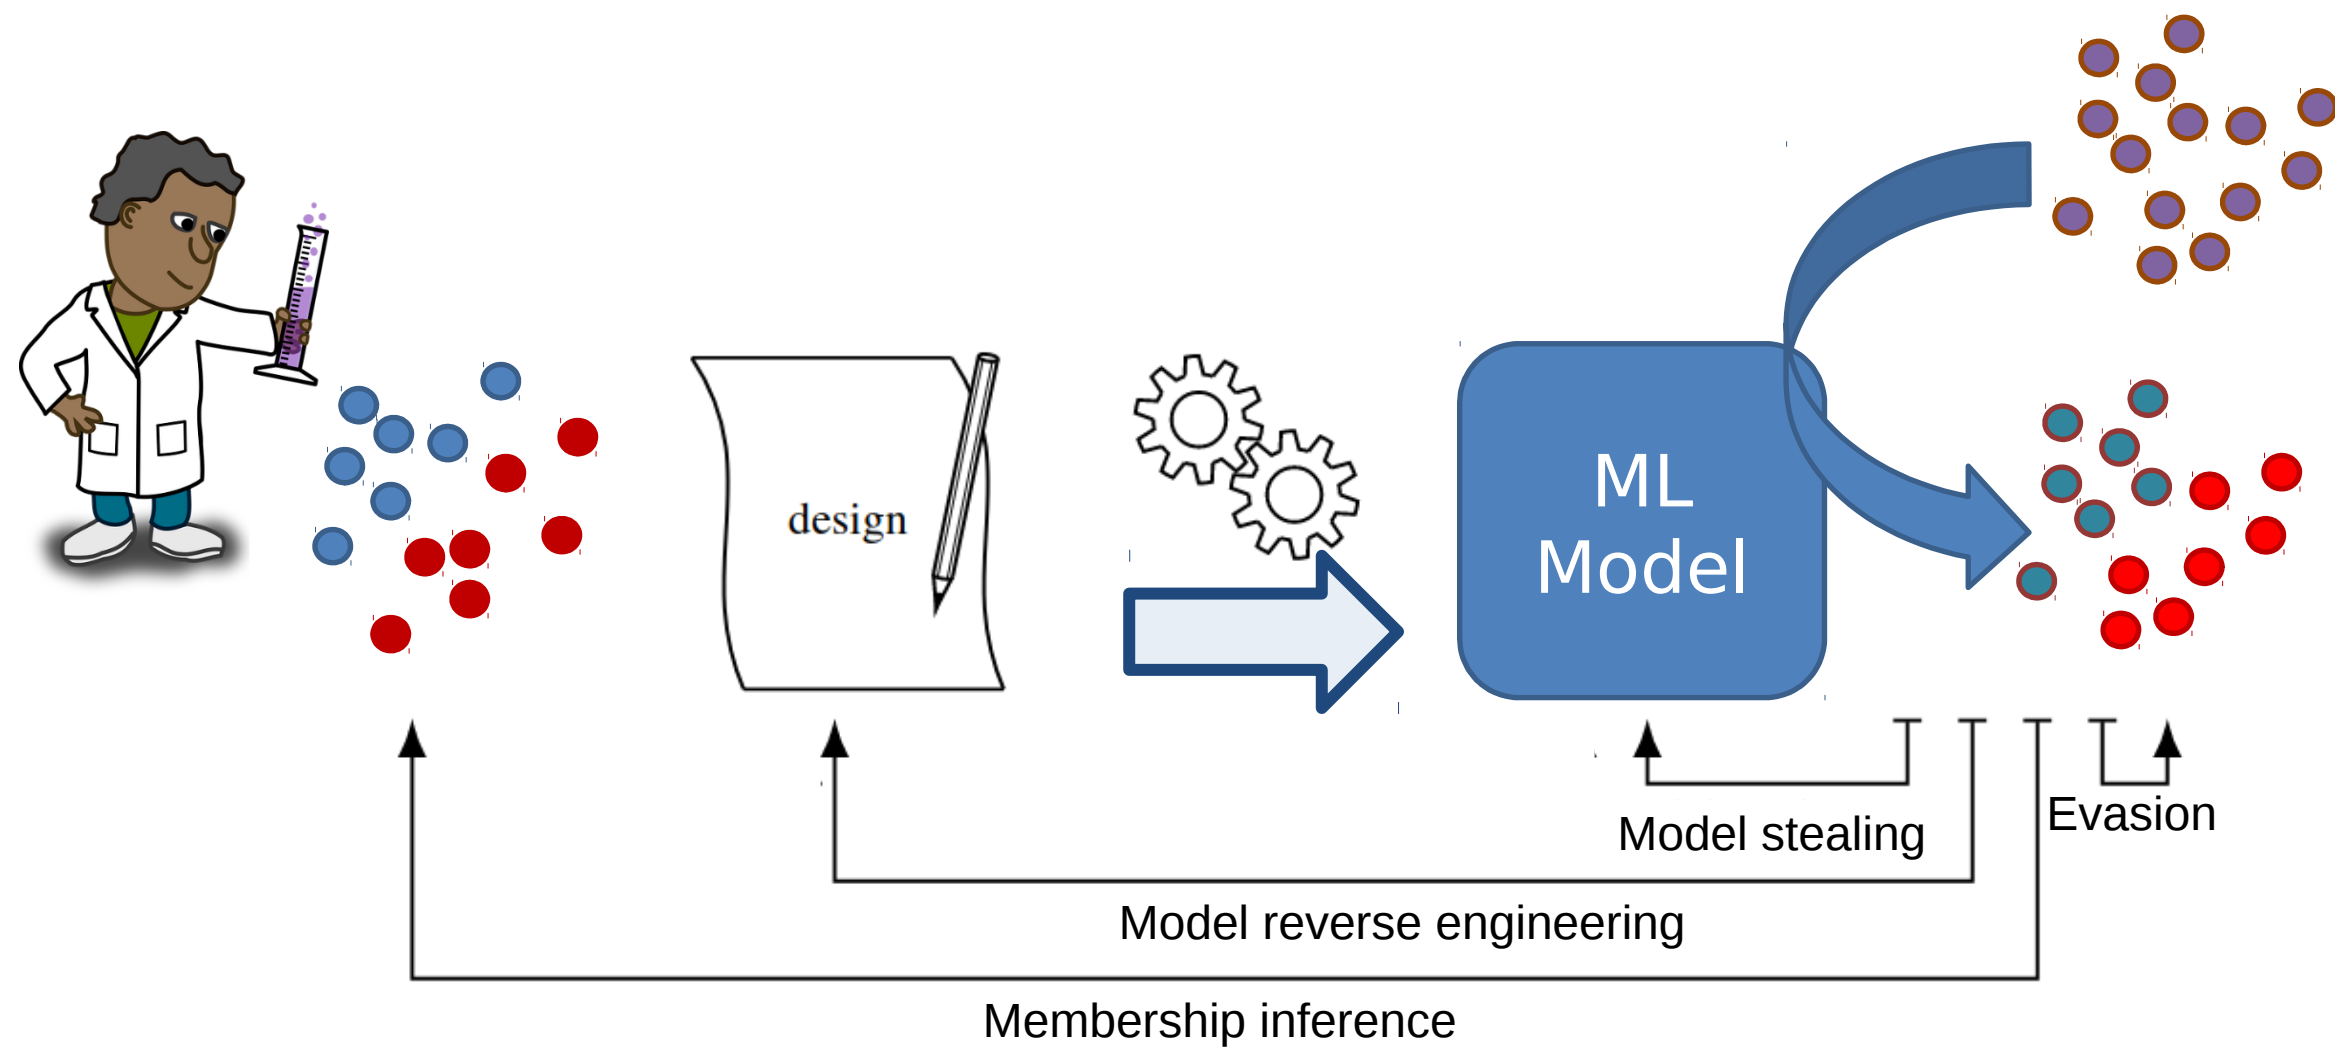 design
ML
Model
Model stealing
Evasion
Model reverse engineering
Membership inference